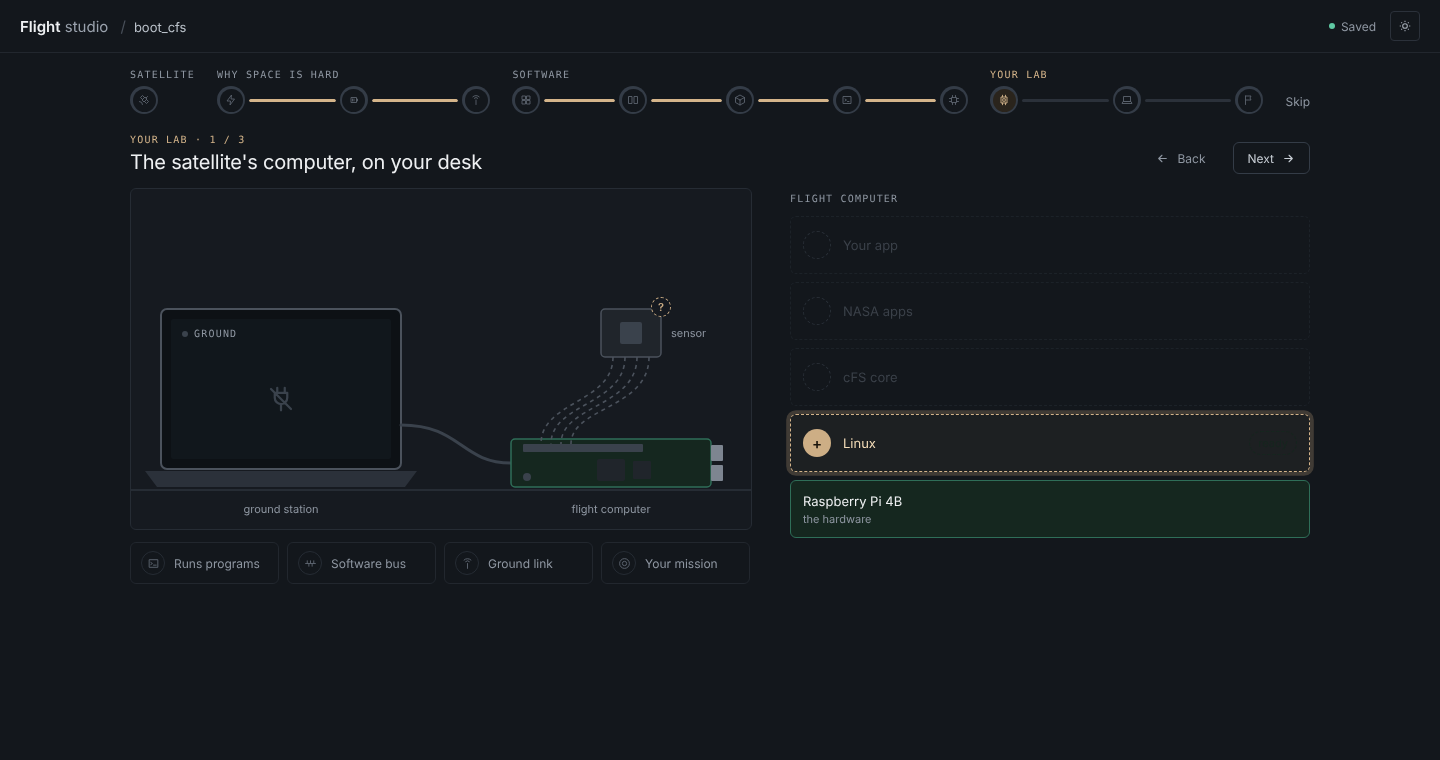 Flight studio / boot_cfs
Saved
SATELLITE
WHY SPACE IS HARD
SOFTWARE
YOUR LAB
Skip
YOUR LAB · 1 / 3
The satellite's computer, on your desk
← Back
Next →
GROUND
?
sensor
ground station
flight computer
Runs programs
Software bus
Ground link
Your mission
FLIGHT COMPUTER
Your app
NASA apps
cFS core
+ Linux
Raspberry Pi 4B
the hardware